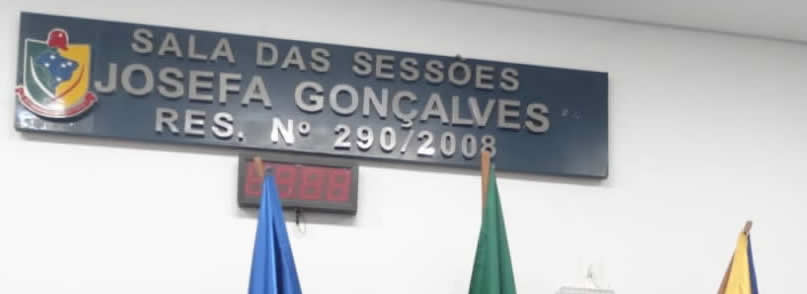 SALA DAS SESSÕES
JOSEFA GONÇALVES
RES. Nº 290/2008